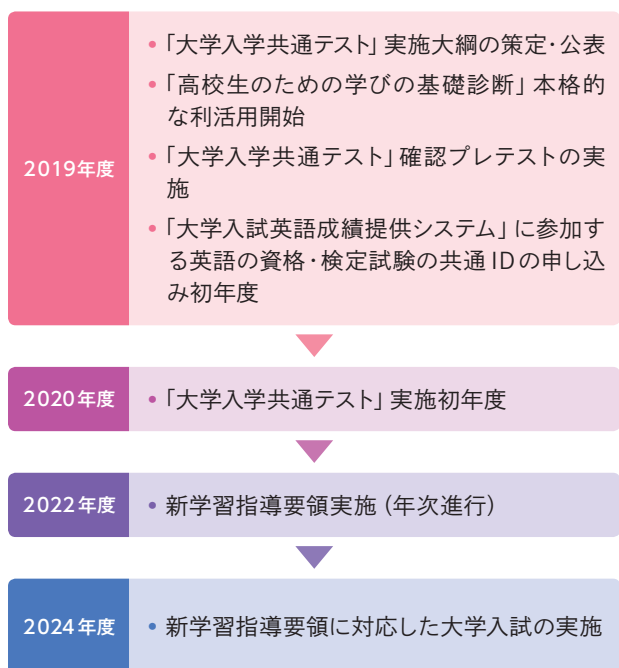 2019年度
•「大学入学共通テスト」実施大綱の策定・公表
•「高校生のための学びの基礎診断」本格的
な利活用開始
•「大学入学共通テスト」確認プレテストの実
施
•「大学入試英語成績提供システム」に参加す
る英語の資格・検定試験の共通IDの申し込
み初年度
2020年度
•「大学入学共通テスト」実施初年度
2022年度
• 新学習指導要領実施（年次進行）
2024年度
• 新学習指導要領に対応した大学入試の実施